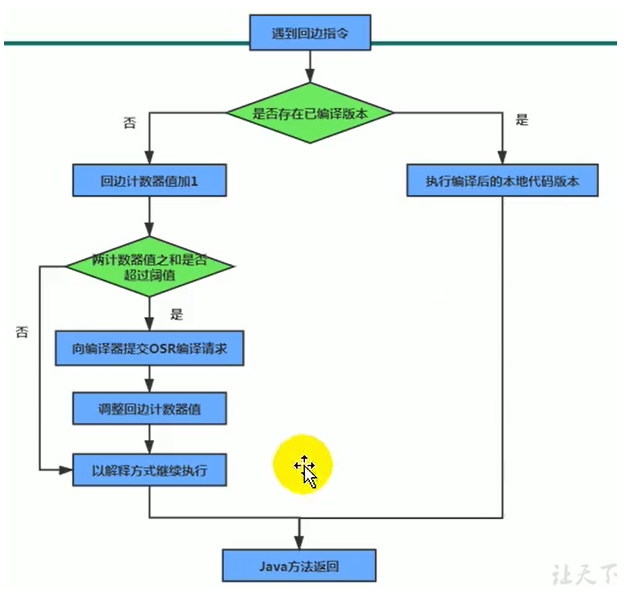 遇到回边指令
是否存在已编译版本
否
是
回边计数器值加1
执行编译后的本地代码版本
两计数器值之和是否
超过阈值
是
否
向编译器提交OSR编译请求
调整回边计数器值
以解释方式继续执行
Java方法返回
让天下